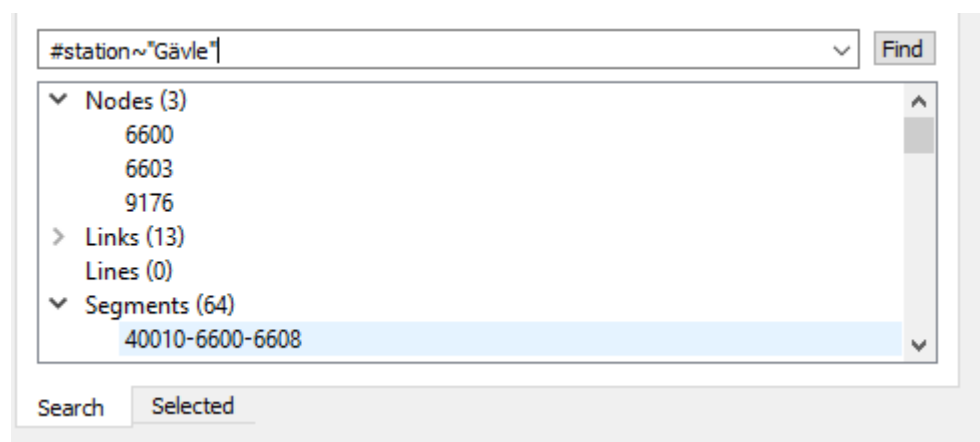 #station~"Gävle" Find
Nodes (3)
6600
6603
9176
Links (13)
Lines (0)
Segments (64)
40010-6600-6608
Search Selected